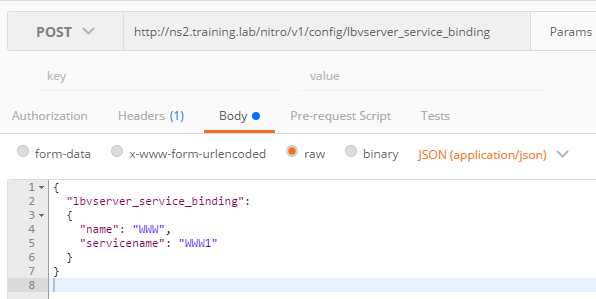 POST http://ns2.training.lab/nitro/v1/config/lbvserver_service_binding Params
key value
Authorization Headers (1) Body Pre-request Script Tests
form-data x-www-form-urlencoded raw binary JSON (application/json)
1 {
2 "lbvserver_service_binding":
3 {
4 "name": "WWW",
5 "servicename": "WWW1"
6 }
7 }
8